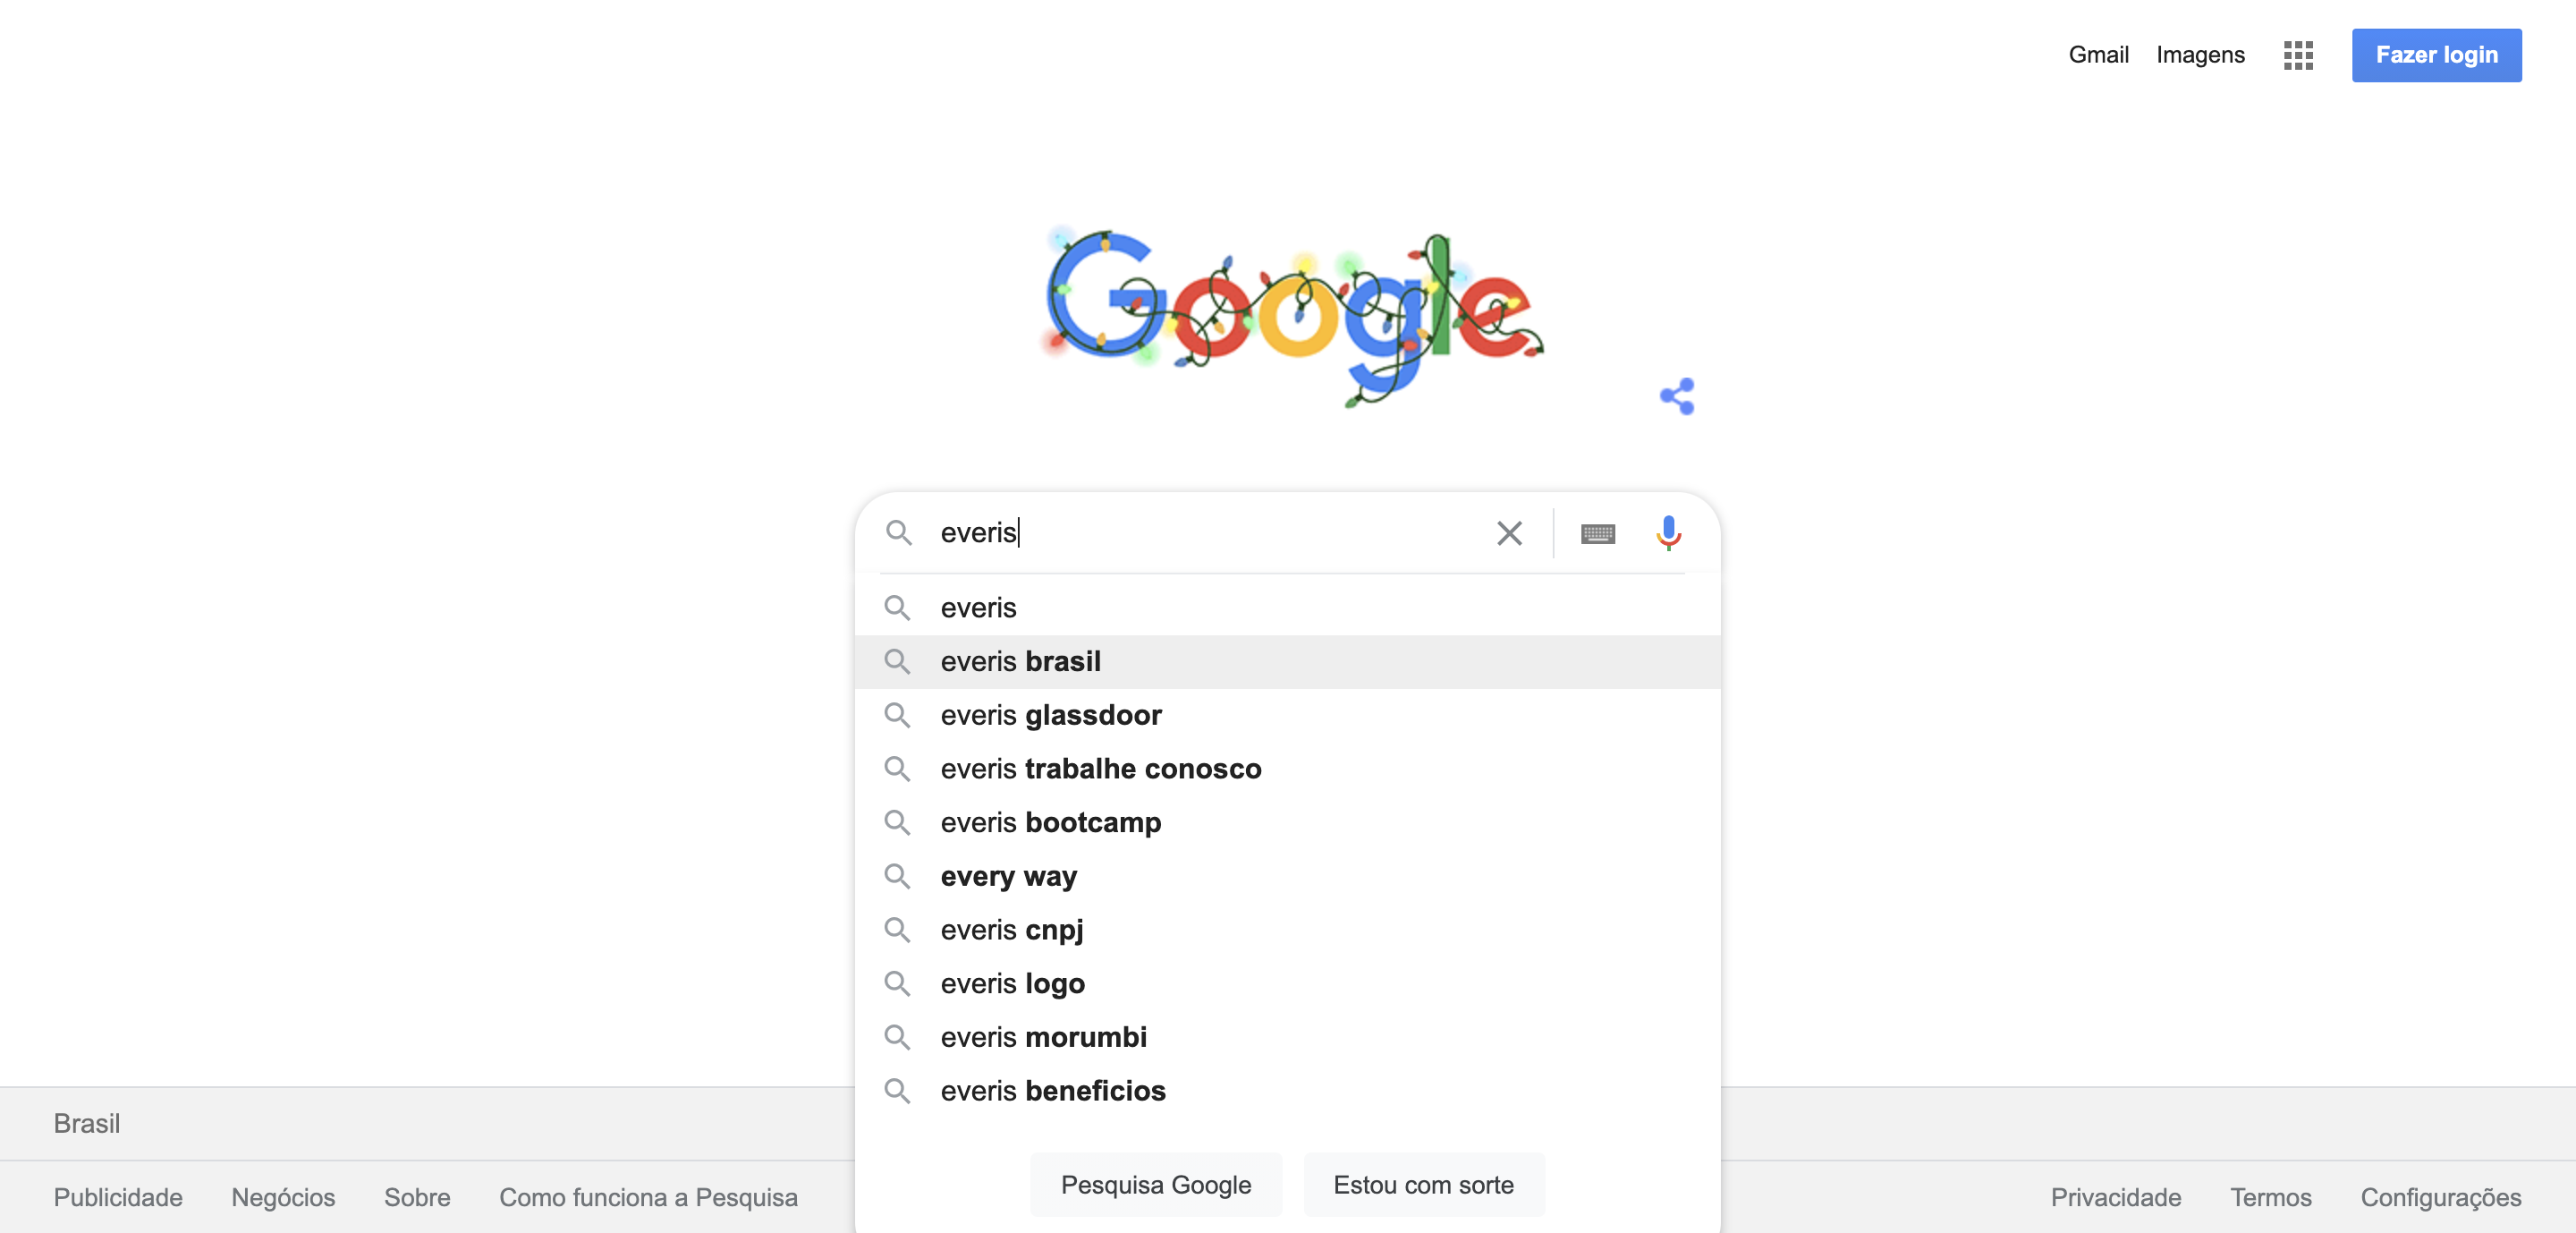 Gmail Imagens Fazer login
Google
everis
everis
everis brasil
everis glassdoor
everis trabalhe conosco
everis bootcamp
every way
everis cnpj
everis logo
everis morumbi
everis beneficios
Pesquisa Google Estou com sorte
Brasil
Publicidade Negócios Sobre Como funciona a Pesquisa Privacidade Termos Configurações